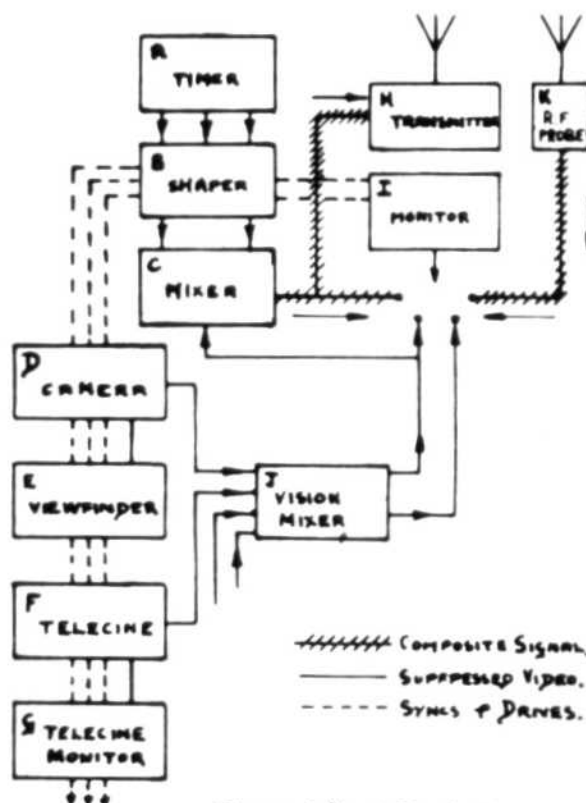 A
TIMER
B
SHAPER
C
MIXER
D
CAMERA
E
VIEWFINDER
F
TELECINE
G
TELECINE
MONITOR
H
TRANSMITTER
I
MONITOR
J
VISION
MIXER
K
R.F
PROBE
COMPOSITE SIGNAL.
SUPPRESSED VIDEO.
SYNCS & DRIVES.